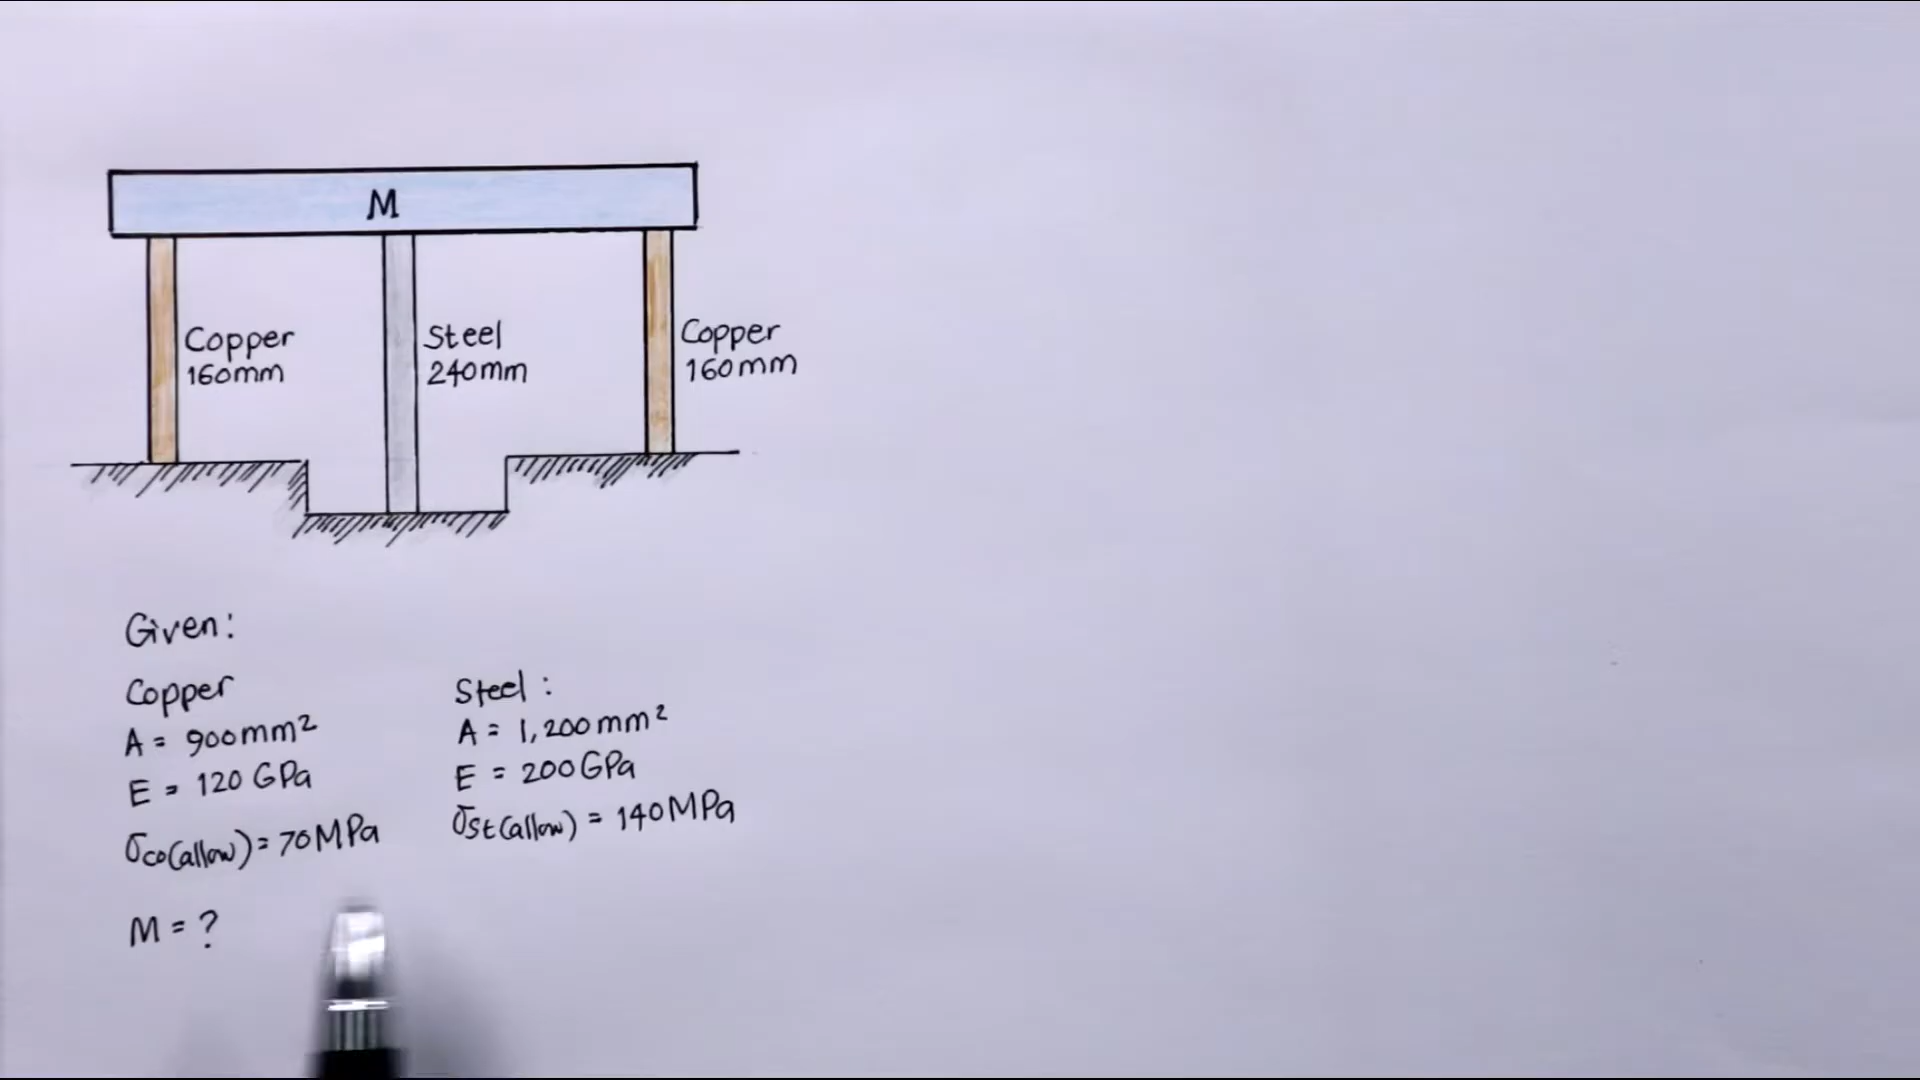 M
Copper
160mm
Steel
240mm
Copper
160mm
Given:
Copper
A = 900mm²
E = 120 GPa
σco(allow) = 70MPa
Steel :
A = 1,200mm²
E = 200GPa
σst(allow) = 140MPa
M = ?